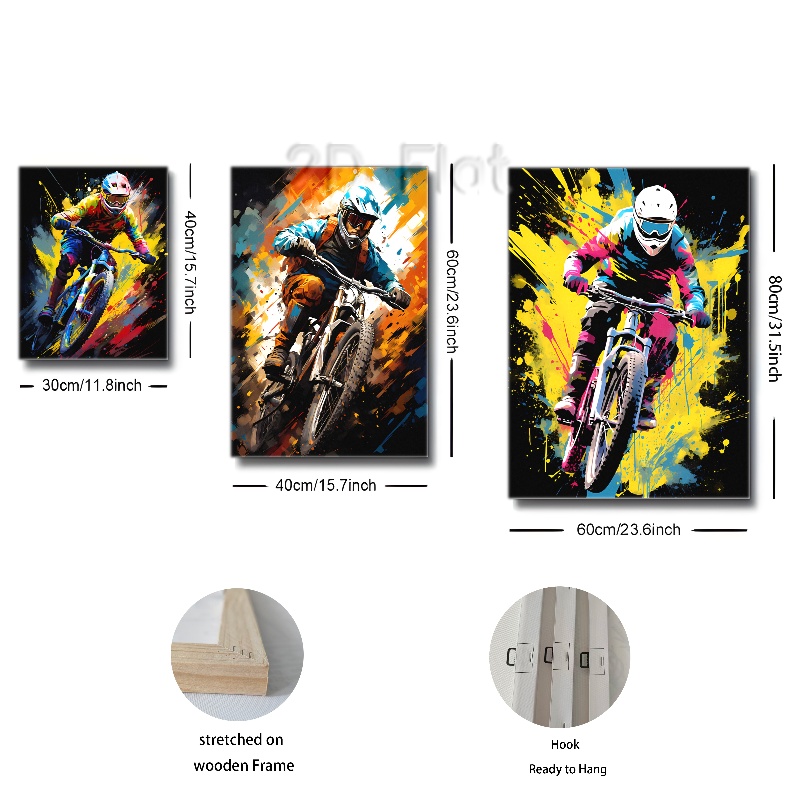 2D Flat
40cm/15.7inch
30cm/11.8inch
60cm/23.6inch
40cm/15.7inch
80cm/31.5inch
60cm/23.6inch
stretched on
wooden Frame
Hook
Ready to Hang